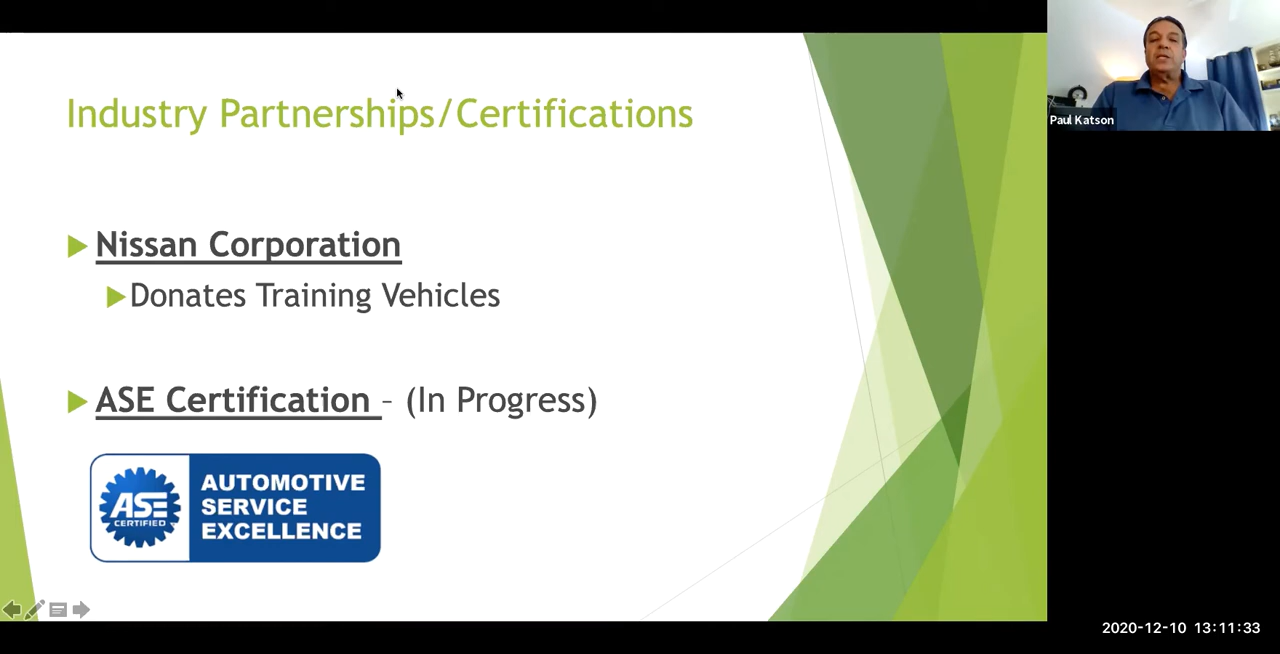 Industry Partnerships/Certifications
Nissan Corporation
Donates Training Vehicles
ASE Certification – (In Progress)
ASE
CERTIFIED
AUTOMOTIVE
SERVICE
EXCELLENCE
Paul Katson
2020-12-10 13:11:33